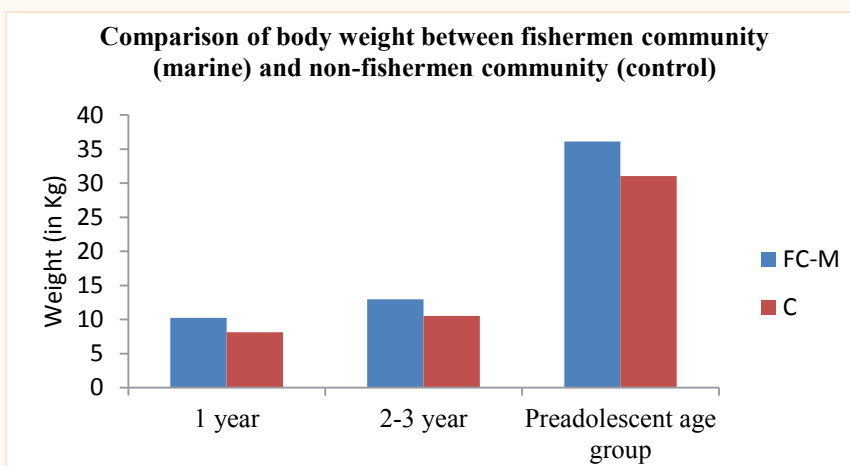 Comparison of body weight between fishermen community
(marine) and non-fishermen community (control)
Weight (in Kg)
40
35
30
25
20
15
10
5
0
1 year
2-3 year
Preadolescent age
group
FC-M
C